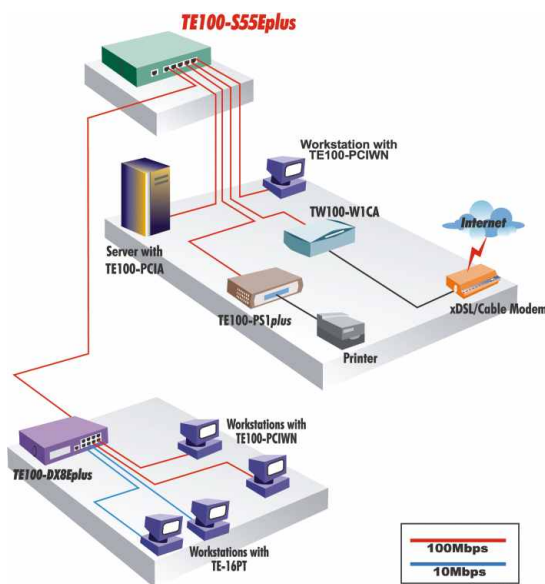 TE100-S55Eplus
Workstation with
TE100-PCIWN
TW100-W1CA
Internet
Server with
TE100-PCIA
TE100-PS1plus
xDSL/Cable Modem
Printer
Workstations with
TE100-PCIWN
TE100-DX8Eplus
Workstations with
TE-16PT
100Mbps
10Mbps